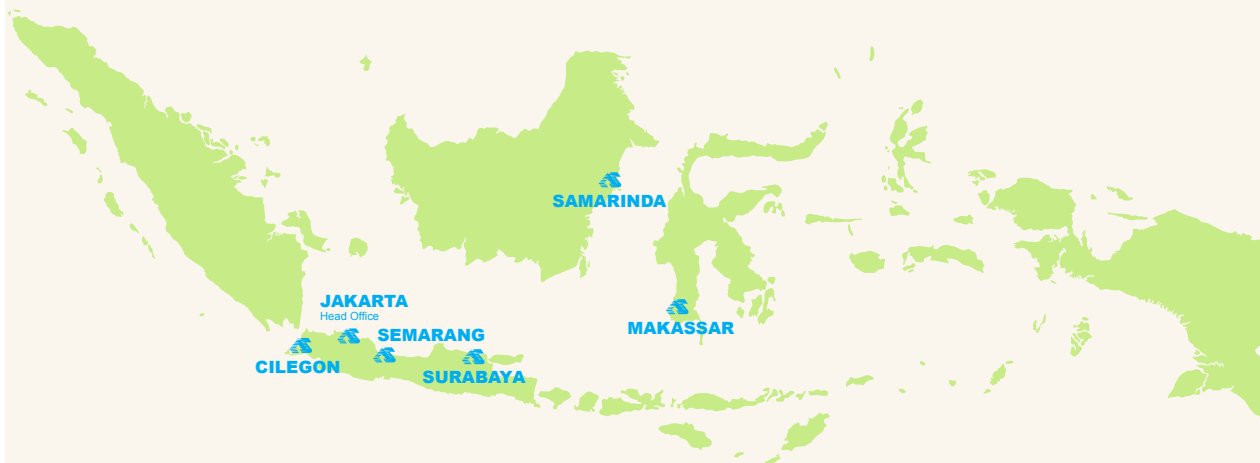 SAMARINDA
JAKARTA
Head Office
SEMARANG
MAKASSAR
CILEGON
SURABAYA